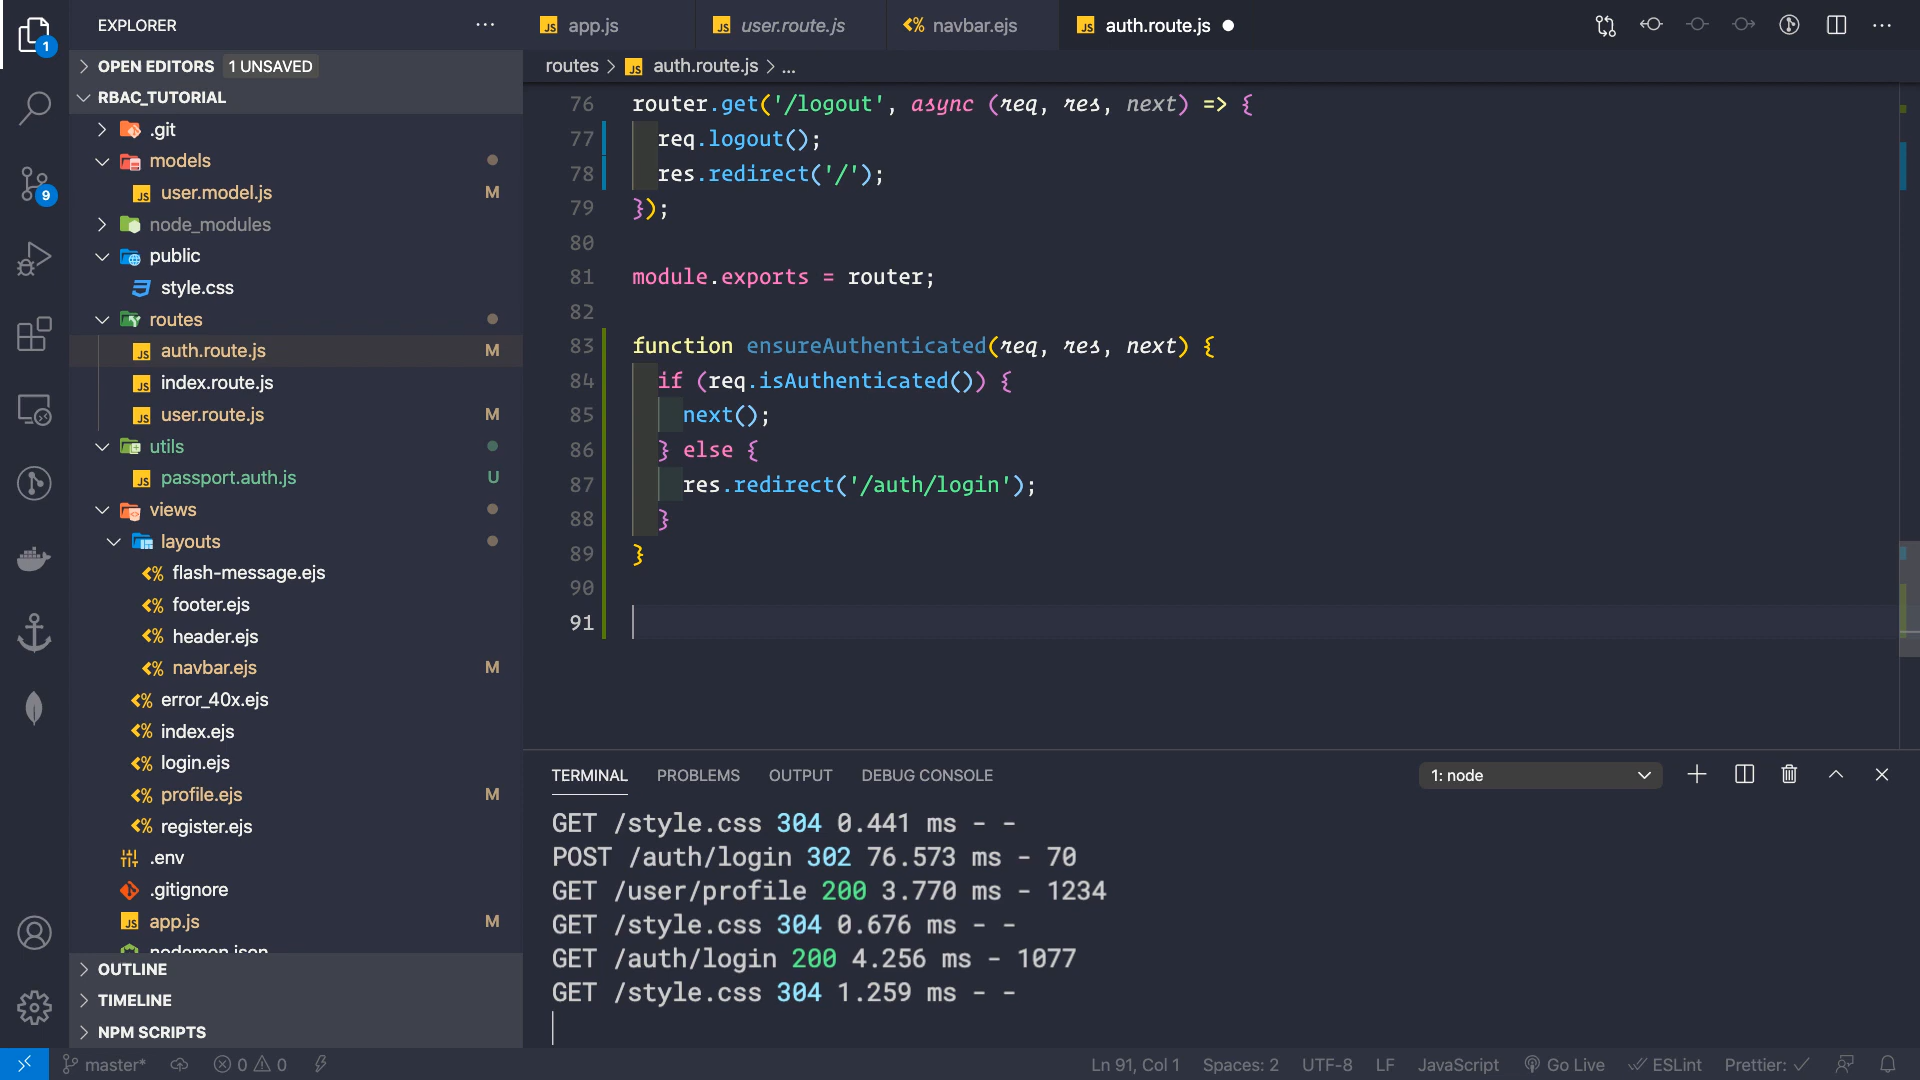 EXPLORER
OPEN EDITORS 1 UNSAVED
RBAC_TUTORIAL
.git
models
user.model.js M
node_modules
public
style.css
routes
auth.route.js M
index.route.js
user.route.js M
utils
passport.auth.js U
views
layouts
flash-message.ejs
footer.ejs
header.ejs
navbar.ejs M
error_40x.ejs
index.ejs
login.ejs
profile.ejs M
register.ejs
.env
.gitignore
app.js M
nodemon.json
OUTLINE
TIMELINE
NPM SCRIPTS
1
9
app.js user.route.js navbar.ejs auth.route.js
routes > auth.route.js > ...
76 router.get('/logout', async (req, res, next) => {
77 req.logout();
78 res.redirect('/');
79 });
80
81 module.exports = router;
82
83 function ensureAuthenticated(req, res, next) {
84 if (req.isAuthenticated()) {
85 next();
86 } else {
87 res.redirect('/auth/login');
88 }
89 }
90
91
TERMINAL PROBLEMS OUTPUT DEBUG CONSOLE 1: node
GET /style.css 304 0.441 ms - -
POST /auth/login 302 76.573 ms - 70
GET /user/profile 200 3.770 ms - 1234
GET /style.css 304 0.676 ms - -
GET /auth/login 200 4.256 ms - 1077
GET /style.css 304 1.259 ms - -
master* 0 0 Ln 91, Col 1 Spaces: 2 UTF-8 LF JavaScript Go Live ESLint Prettier: ✓